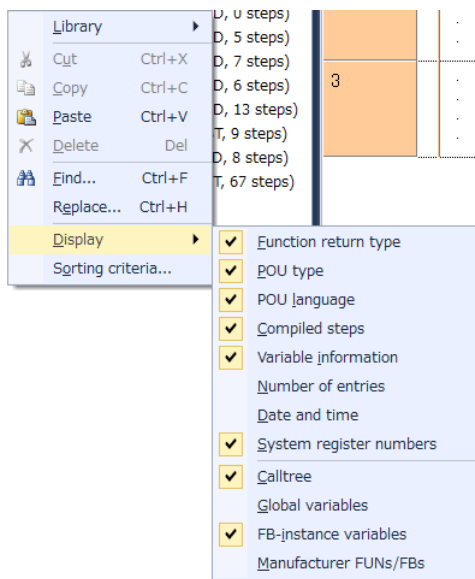 Library
Cut Ctrl+X
Copy Ctrl+C
Paste Ctrl+V
Delete Del
Find... Ctrl+F
Replace... Ctrl+H
Display
Sorting criteria...
D, 0 steps)
D, 5 steps)
D, 7 steps)
D, 6 steps)
D, 13 steps)
T, 9 steps)
D, 8 steps)
T, 67 steps)
3
Function return type
POU type
POU language
Compiled steps
Variable information
Number of entries
Date and time
System register numbers
Calltree
Global variables
FB-instance variables
Manufacturer FUNs/FBs